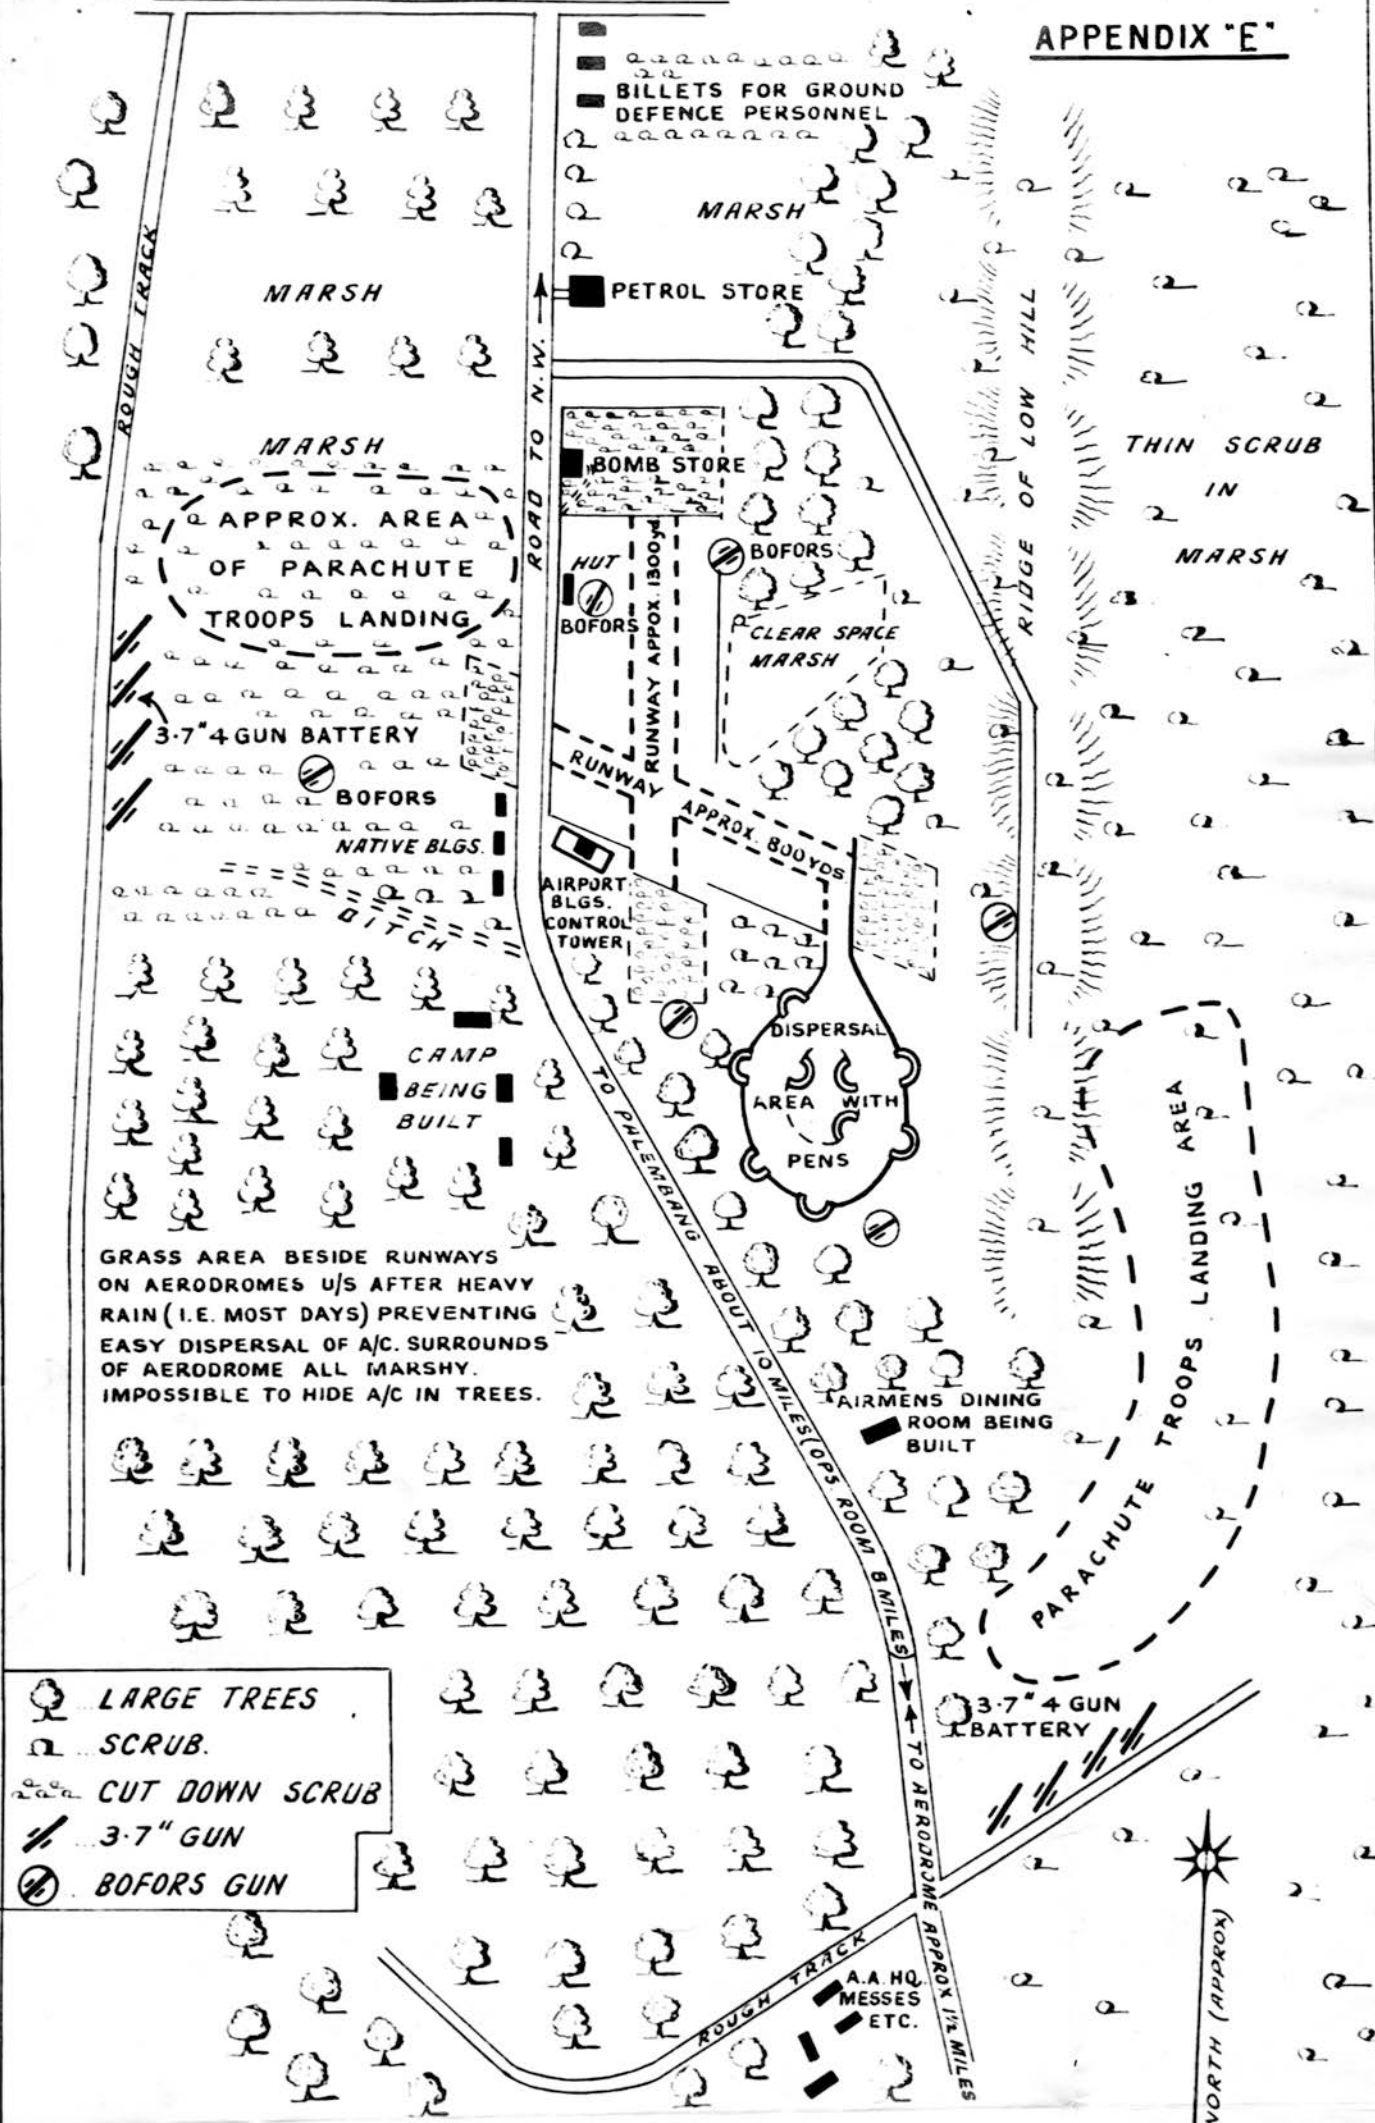 APPENDIX "E"
BILLETS FOR GROUND
DEFENCE PERSONNEL
MARSH
ROUGH TRACK
MARSH
PETROL STORE
ROAD TO N.W.
RIDGE OF LOW HILL
MARSH
BOMB STORE
THIN SCRUB
IN
MARSH
APPROX. AREA
OF PARACHUTE
TROOPS LANDING
HUT
BOFORS
RUNWAY APPOX. 1300yd.
BOFORS
CLEAR SPACE
MARSH
3·7" 4 GUN BATTERY
BOFORS
RUNWAY APPROX. 800YDS
NATIVE BLGS.
DITCH
AIRPORT
BLGS.
CONTROL
TOWER
DISPERSAL
AREA WITH
PENS
CAMP
BEING
BUILT
TO PALEMBANG ABOUT 10 MILES (OPS. ROOM 8 MILES)
PARACHUTE TROOPS LANDING AREA
GRASS AREA BESIDE RUNWAYS
ON AERODROMES U/S AFTER HEAVY
RAIN (I.E. MOST DAYS) PREVENTING
EASY DISPERSAL OF A/C. SURROUNDS
OF AERODROME ALL MARSHY.
IMPOSSIBLE TO HIDE A/C IN TREES.
AIRMENS DINING
ROOM BEING
BUILT
3·7" 4 GUN
BATTERY
TO AERODROME APPROX 1½ MILES
LARGE TREES
SCRUB.
CUT DOWN SCRUB
3·7" GUN
BOFORS GUN
ROUGH TRACK
A.A. HQ.
MESSES
ETC.
NORTH (APPROX)